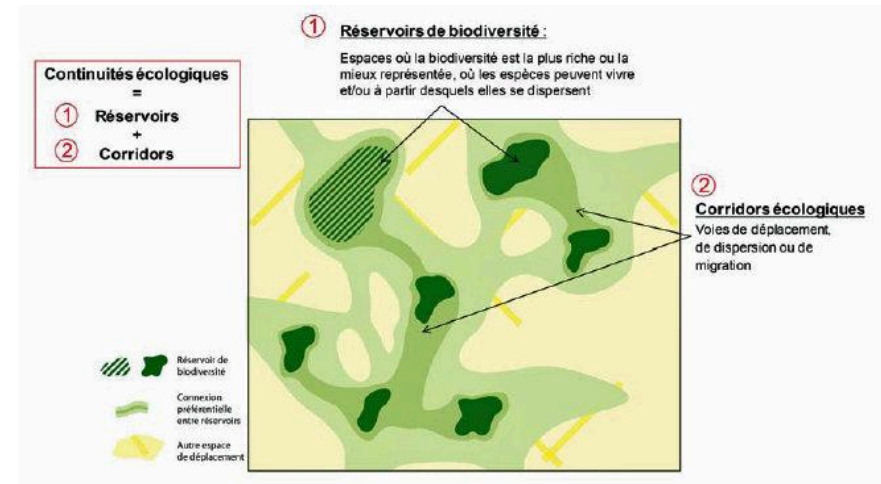 ① Réservoirs de biodiversité :
Espaces où la biodiversité est la plus riche ou la
mieux représentée, où les espèces peuvent vivre
et/ou à partir desquels elles se dispersent
Continuités écologiques
=
① Réservoirs
+
② Corridors
②
Corridors écologiques
Voies de déplacement,
de dispersion ou de
migration
Réservoir de
biodiversité
Connexion
préférentielle
entre réservoirs
Autre espace
de déplacement